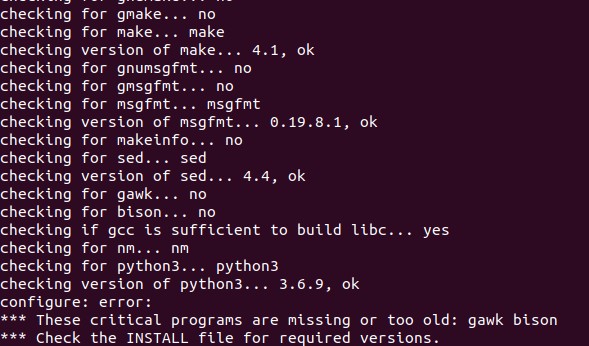 checking for gmake... no
checking for make... make
checking version of make... 4.1, ok
checking for gnumsgfmt... no
checking for gmsgfmt... no
checking for msgfmt... msgfmt
checking version of msgfmt... 0.19.8.1, ok
checking for makeinfo... no
checking for sed... sed
checking version of sed... 4.4, ok
checking for gawk... no
checking for bison... no
checking if gcc is sufficient to build libc... yes
checking for nm... nm
checking for python3... python3
checking version of python3... 3.6.9, ok
configure: error:
*** These critical programs are missing or too old: gawk bison
*** Check the INSTALL file for required versions.